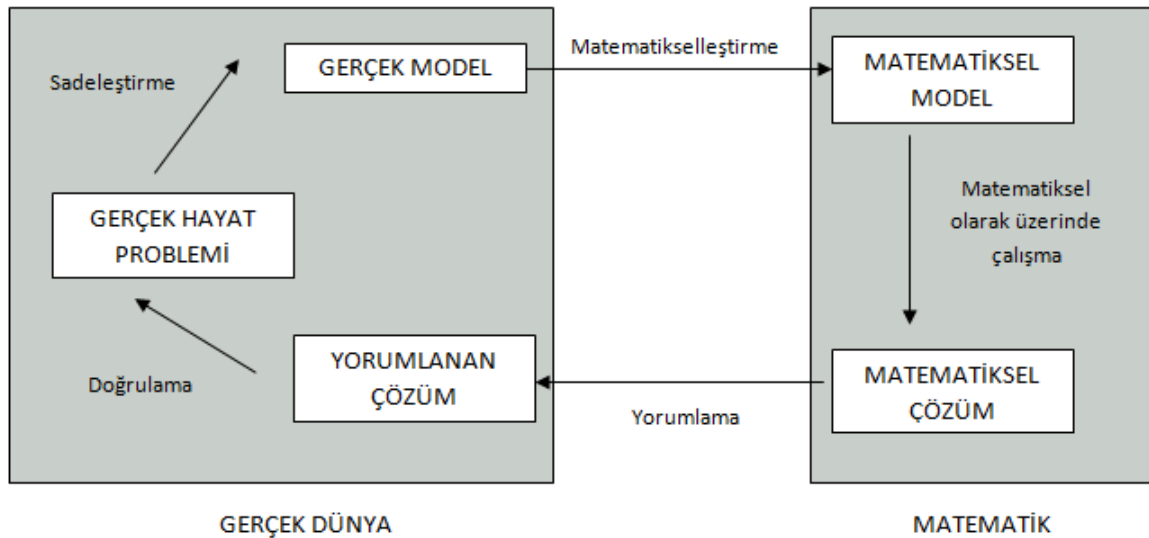 Sadeleştirme
GERÇEK MODEL
Matematikselleştirme
MATEMATİKSEL
MODEL
GERÇEK HAYAT
PROBLEMİ
Matematiksel
olarak üzerinde
çalışma
Doğrulama
YORUMLANAN
ÇÖZÜM
Yorumlama
MATEMATİKSEL
ÇÖZÜM
GERÇEK DÜNYA
MATEMATİK